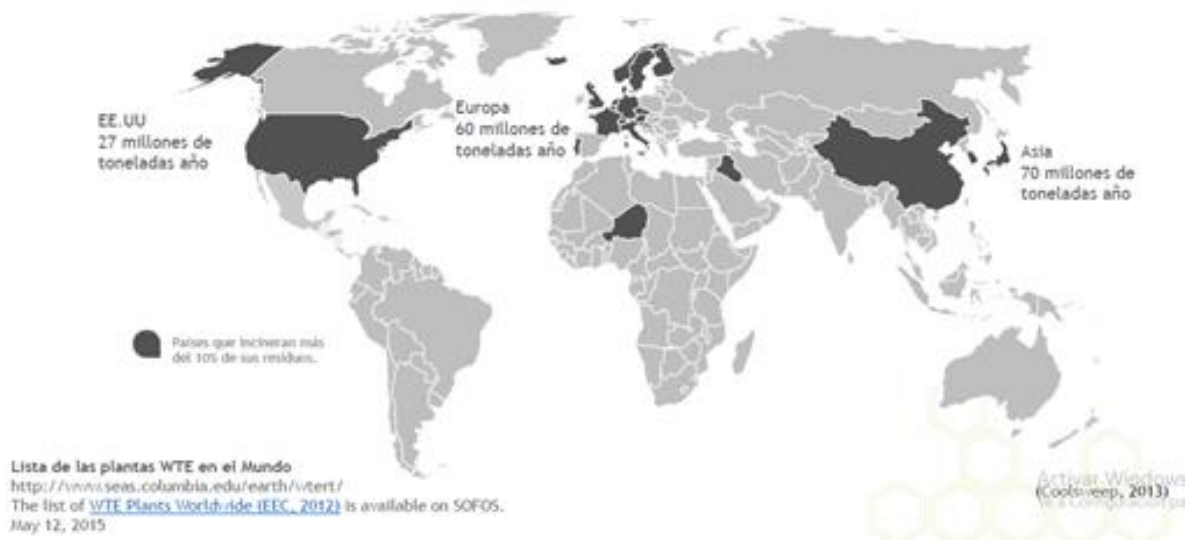 EE.UU
27 millones de
toneladas año
Europa
60 millones de
toneladas año
Asia
70 millones de
toneladas año
Países que incineran más
del 10% de sus residuos.
Lista de las plantas WTE en el Mundo
http://www.seas.columbia.edu/earth/wtert/
The list of WTE Plants Worldwide (EEC, 2012) is available on SOFOS.
May 12, 2015
Activar Windows
(Coolsweep, 2013)